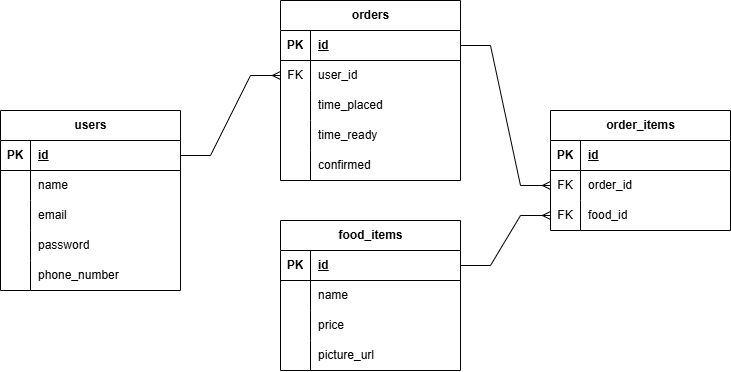 orders
PK id
FK user_id
time_placed
time_ready
confirmed
users
PK id
name
email
password
phone_number
order_items
PK id
FK order_id
FK food_id
food_items
PK id
name
price
picture_url